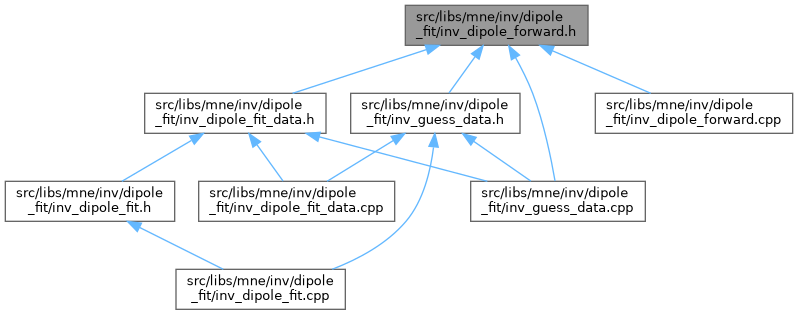 src/libs/mne/inv/dipole
_fit/inv_dipole_forward.h
src/libs/mne/inv/dipole
_fit/inv_dipole_fit_data.h
src/libs/mne/inv/dipole
_fit/inv_guess_data.h
src/libs/mne/inv/dipole
_fit/inv_dipole_forward.cpp
src/libs/mne/inv/dipole
_fit/inv_dipole_fit.h
src/libs/mne/inv/dipole
_fit/inv_dipole_fit_data.cpp
src/libs/mne/inv/dipole
_fit/inv_guess_data.cpp
src/libs/mne/inv/dipole
_fit/inv_dipole_fit.cpp